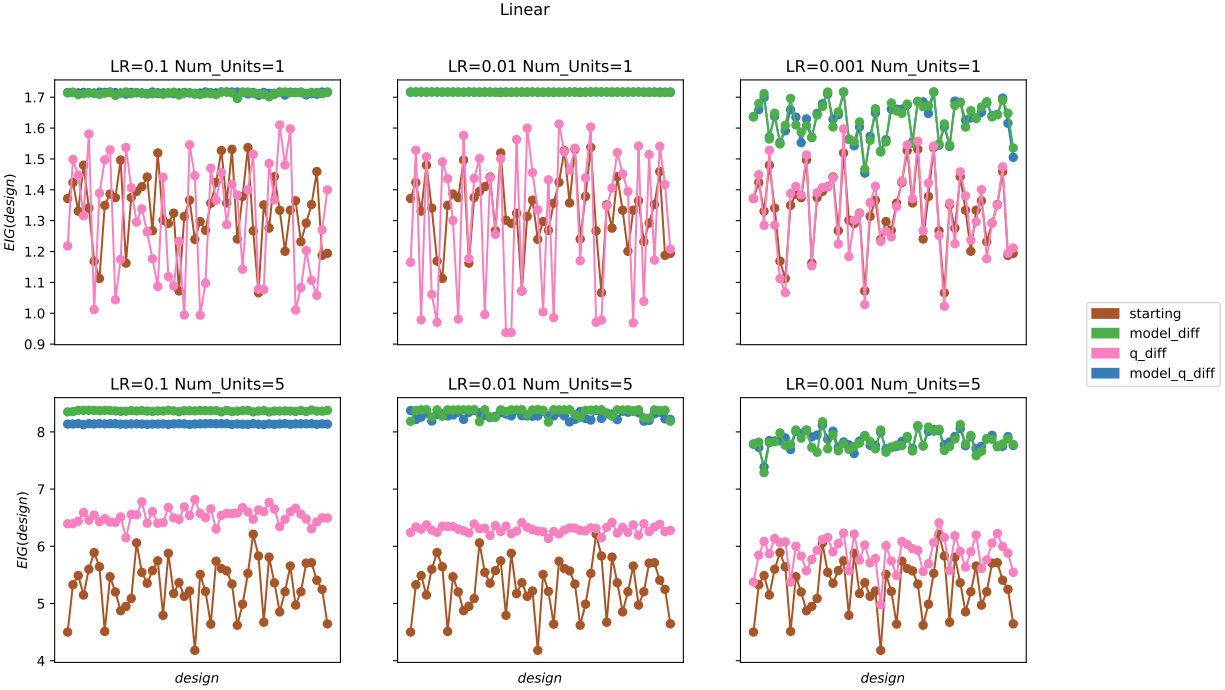 Linear
LR=0.1 Num_Units=1
LR=0.01 Num_Units=1
LR=0.001 Num_Units=1
1.7
1.6
1.5
1.4
1.3
1.2
1.1
1.0
0.9
EIG(design)
starting
model_diff
q_diff
model_q_diff
LR=0.1 Num_Units=5
LR=0.01 Num_Units=5
LR=0.001 Num_Units=5
8
7
6
5
4
EIG(design)
design
design
design